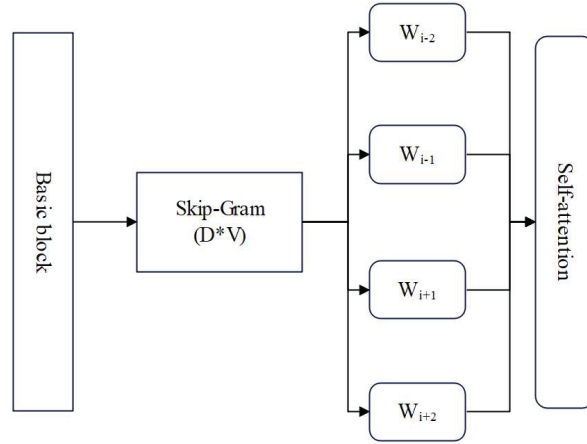 Basic block
Skip-Gram
(D*V)
W_{i-2}
W_{i-1}
W_{i+1}
W_{i+2}
Self-attention